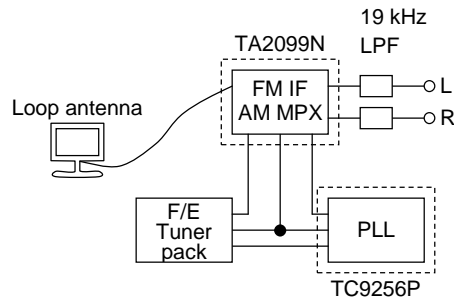 19 kHz
LPF
TA2099N
FM IF
AM MPX
L
R
Loop antenna
F/E
Tuner
pack
PLL
TC9256P